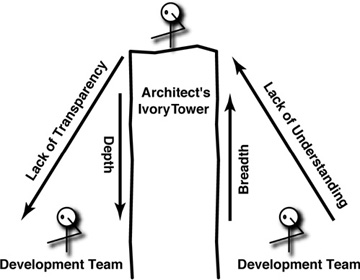 Architect's
IvoryTower
Lack of Transparency
Depth
Breadth
Lack of Understanding
Development Team
Development Team